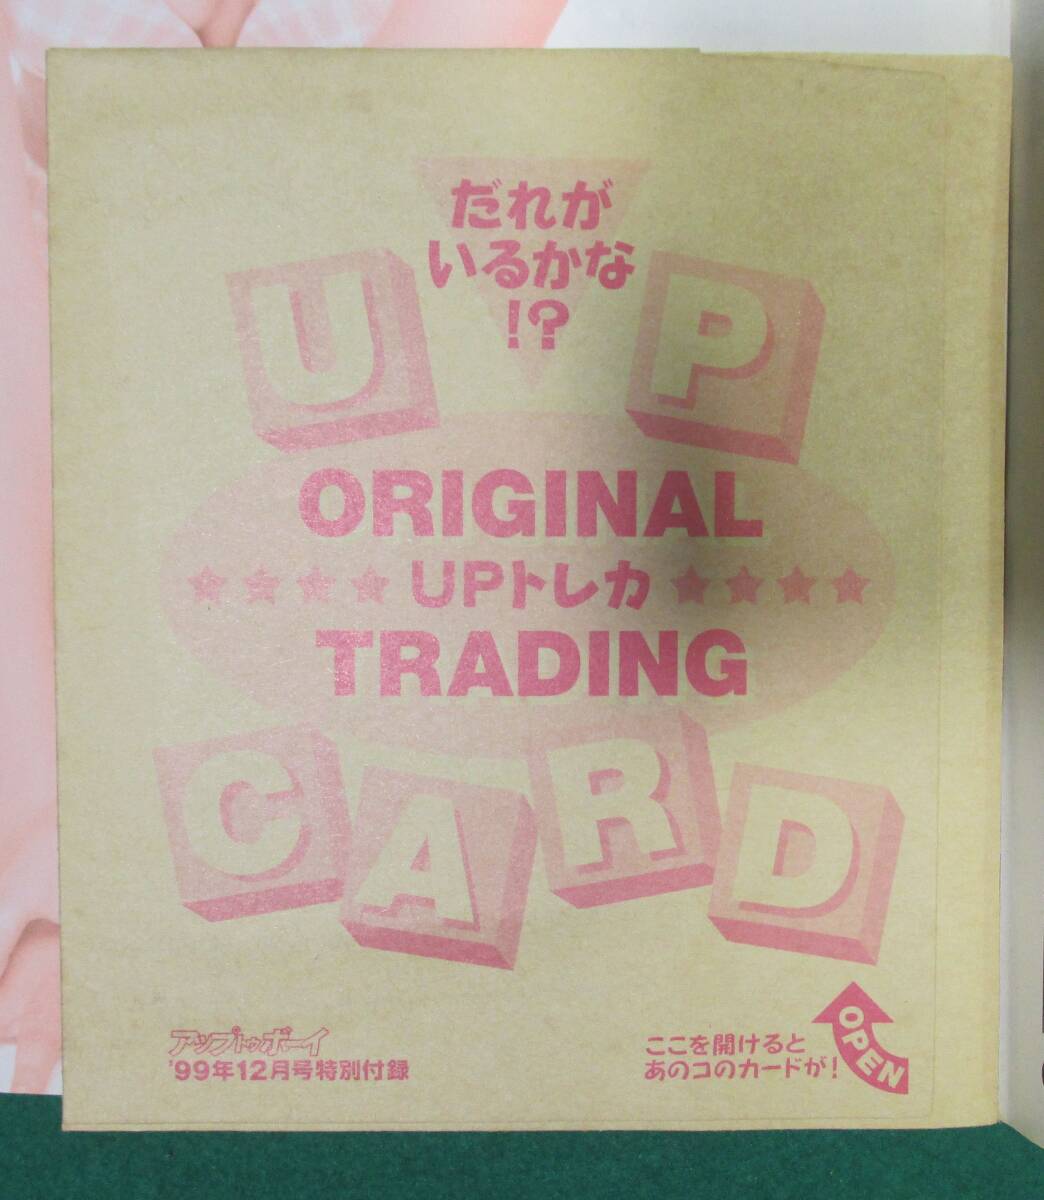 だれが
いるかな
!?
UP
ORIGINAL
★★★★UPトレカ★★★★
TRADING
CARD
アップトゥボーイ
'99年12月号特別付録
ここを開けると
あのコのカードが!
OPEN